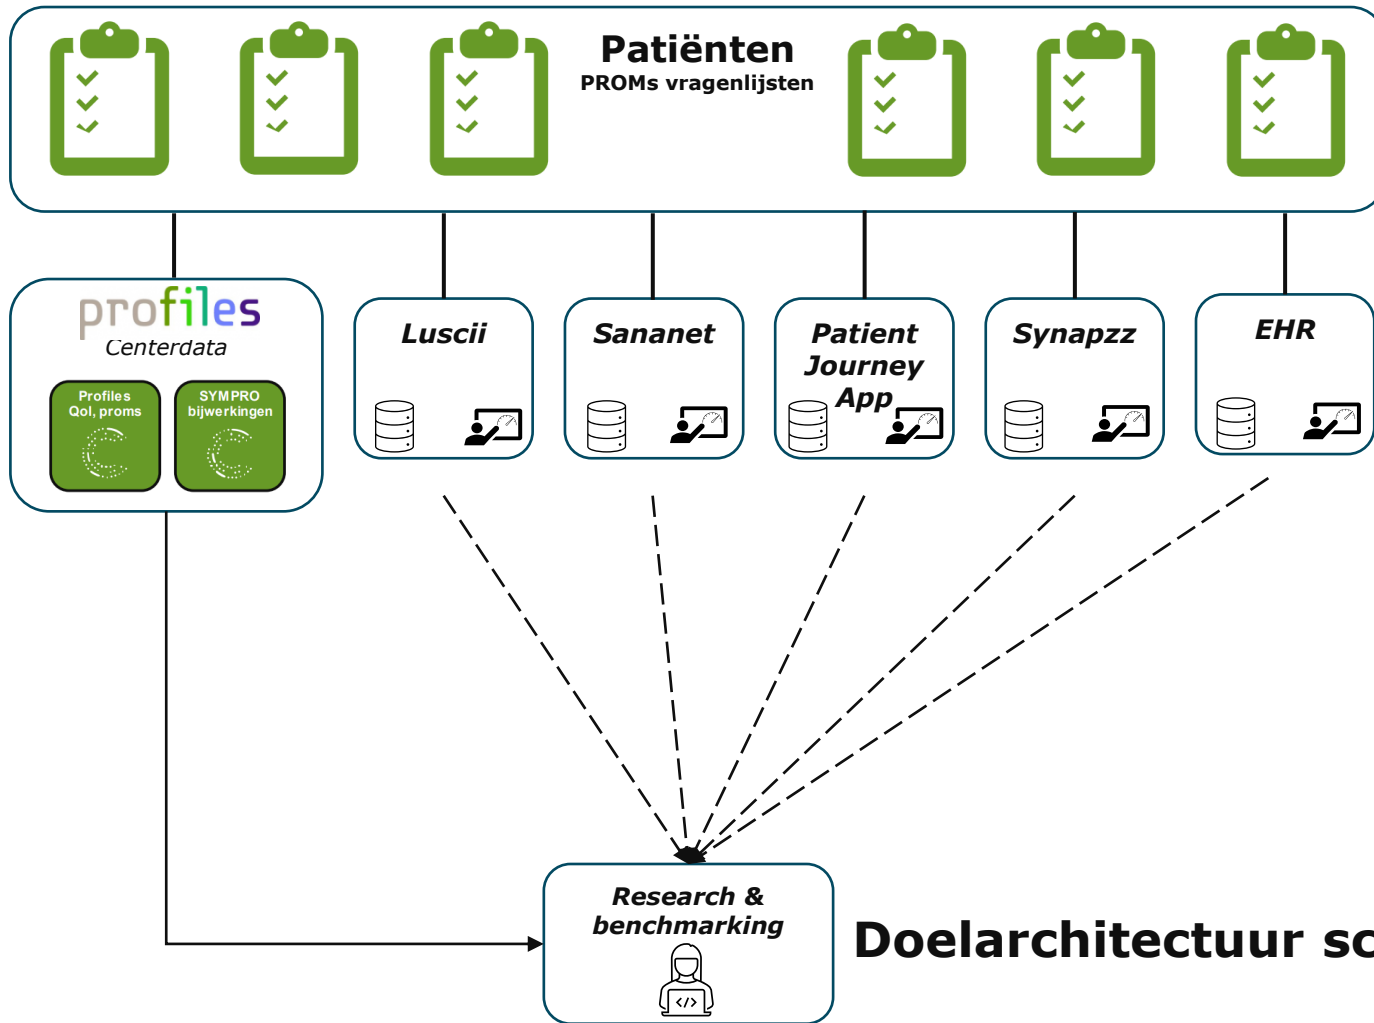 Patiënten
PROMs vragenlijsten
profiles
Centerdata
Profiles
Qol, proms
SYMPRO
bijwerkingen
Luscii
Sananet
Patient
Journey
App
Synapzz
EHR
Research &
benchmarking
</>
Doelarchitectuur sc